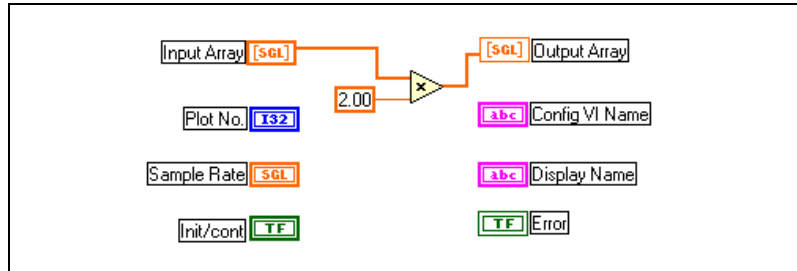 Input Array [SGL] [SGL] Output Array
2.00 x
Plot No. I32 abc Config VI Name
Sample Rate SGL abc Display Name
Init/cont TF TF Error